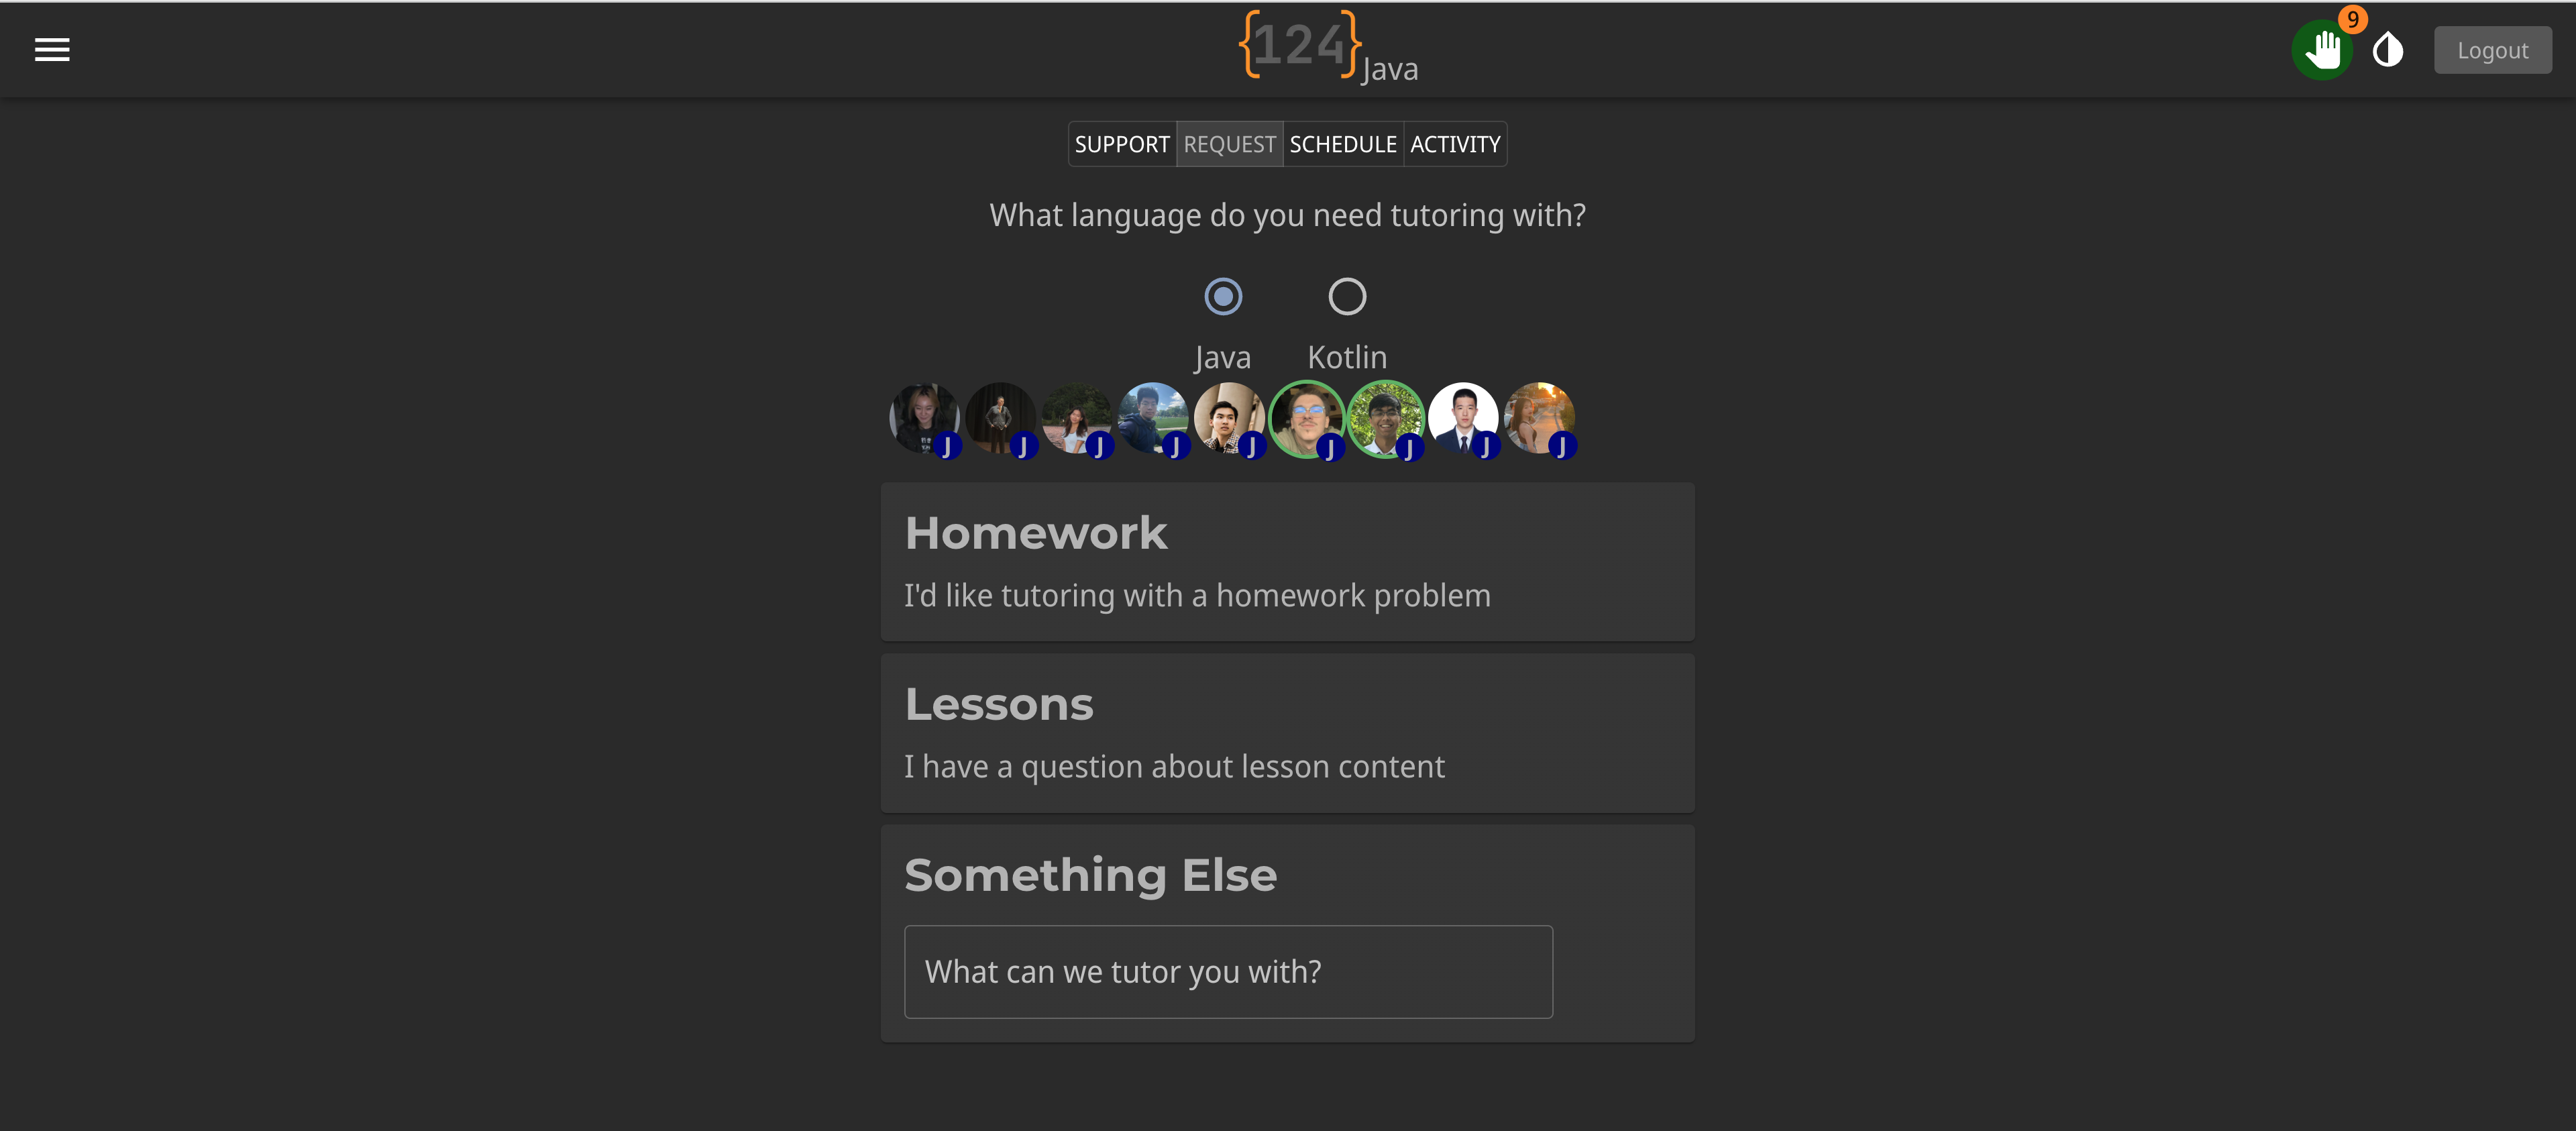 {124}
Java
9
Logout
SUPPORT REQUEST SCHEDULE ACTIVITY
What language do you need tutoring with?
Java Kotlin
J J J J J J J J J
Homework
I'd like tutoring with a homework problem
Lessons
I have a question about lesson content
Something Else
What can we tutor you with?